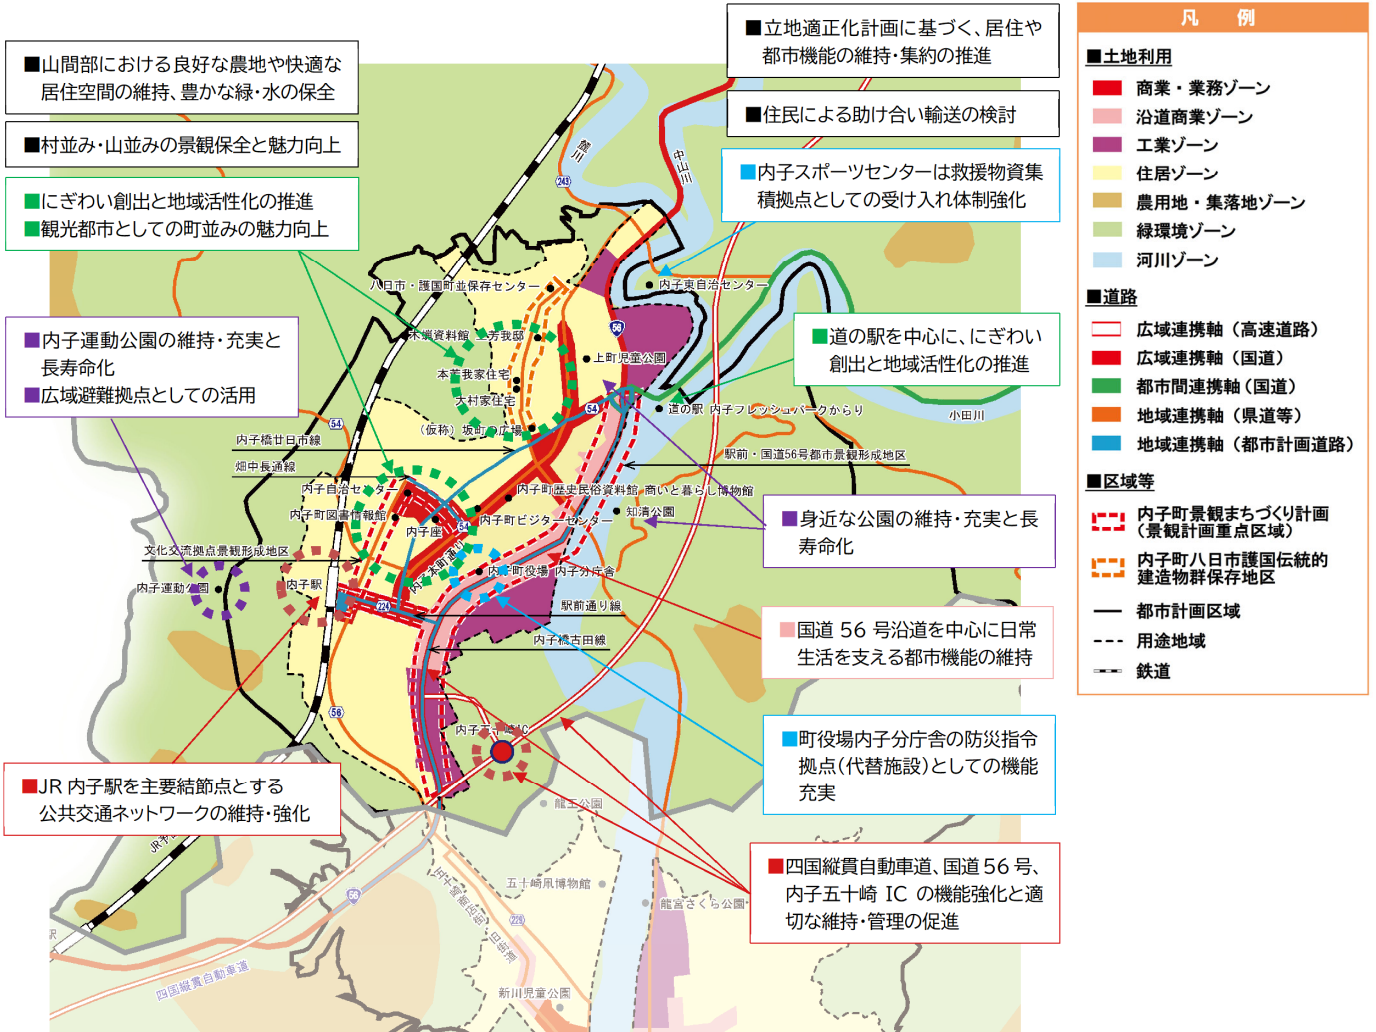 ■山間部における良好な農地や快適な
居住空間の維持、豊かな緑・水の保全
■村並み・山並みの景観保全と魅力向上
■にぎわい創出と地域活性化の推進
■観光都市としての町並みの魅力向上
■内子運動公園の維持・充実と
長寿命化
■広域避難拠点としての活用
■JR 内子駅を主要結節点とする
公共交通ネットワークの維持・強化
■立地適正化計画に基づく、居住や
都市機能の維持・集約の推進
■住民による助け合い輸送の検討
■内子スポーツセンターは救援物資集
積拠点としての受け入れ体制強化
■道の駅を中心に、にぎわい
創出と地域活性化の推進
■身近な公園の維持・充実と長
寿命化
■国道 56 号沿道を中心に日常
生活を支える都市機能の維持
■町役場内子分庁舎の防災指令
拠点(代替施設)としての機能
充実
■四国縦貫自動車道、国道 56 号、
内子五十崎 IC の機能強化と適
切な維持・管理の促進
中山川
243
八日市・護国町並保存センター
内子東自治センター
56
木蝋資料館 上芳我邸
上町児童公園
本芳我家住宅
大村家住宅
54
道の駅 内子フレッシュパークからり
小田川
(仮称) 坂町の広場
54
内子橋廿日市線
駅前・国道56号都市景観形成地区
畑中長通線
内子自治センター
内子町歴史民俗資料館 商いと暮らし博物館
内子町図書情報館
内子座
54
内子町ビジターセンター
知清公園
文化交流拠点景観形成地区
内子本町通り
内子運動公園
内子駅
内子町役場 内子分庁舎
224
駅前通り線
内子橋古田線
56
内子五十崎IC
龍王公園
56
五十崎凧博物館
龍宮さくら公園
229
四国縦貫自動車道
新川児童公園
凡 例
■土地利用
商業・業務ゾーン
沿道商業ゾーン
工業ゾーン
住居ゾーン
農用地・集落地ゾーン
緑環境ゾーン
河川ゾーン
■道路
広域連携軸(高速道路)
広域連携軸(国道)
都市間連携軸(国道)
地域連携軸(県道等)
地域連携軸(都市計画道路)
■区域等
内子町景観まちづくり計画
(景観計画重点区域)
内子町八日市護国伝統的
建造物群保存地区
都市計画区域
用途地域
鉄道